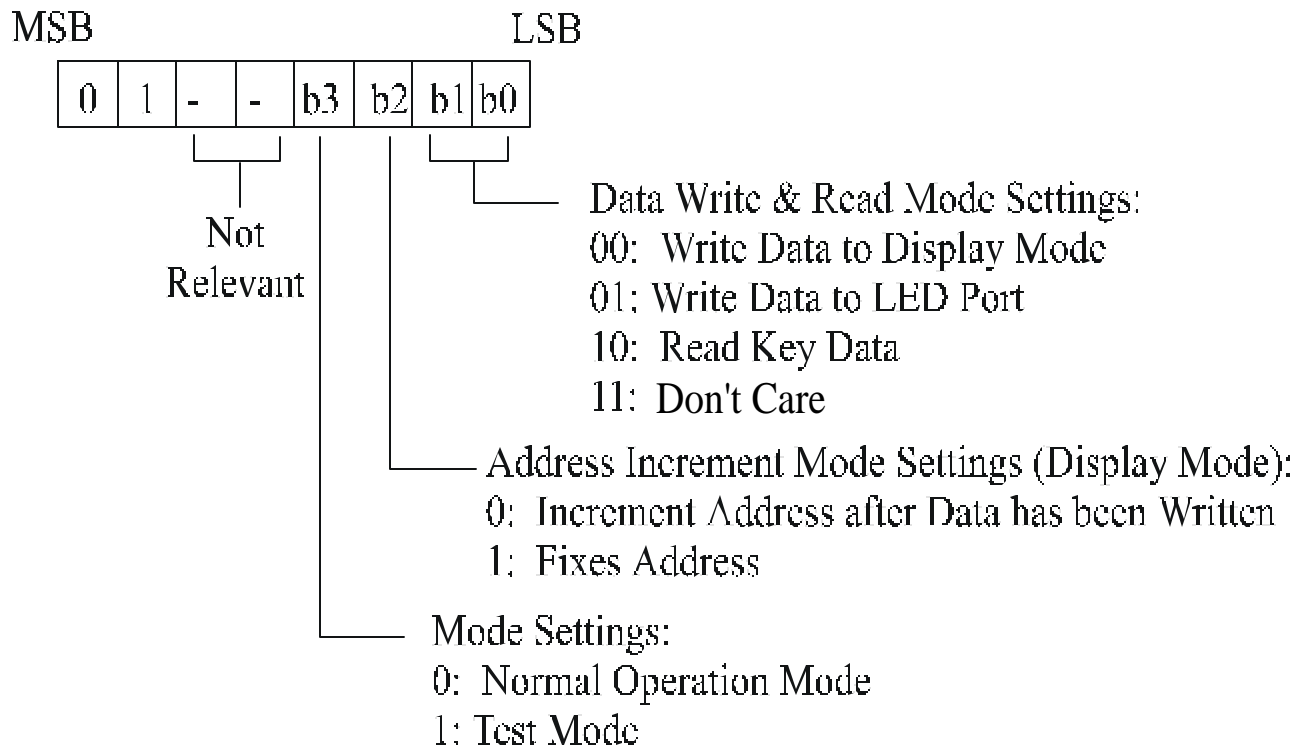 MSB LSB
0 1 - - b3 b2 b1 b0
Not
Relevant
Data Write & Read Mode Settings:
00: Write Data to Display Mode
01: Write Data to LED Port
10: Read Key Data
11: Don't Care
Address Increment Mode Settings (Display Mode):
0: Increment Address after Data has been Written
1: Fixes Address
Mode Settings:
0: Normal Operation Mode
1: Test Mode